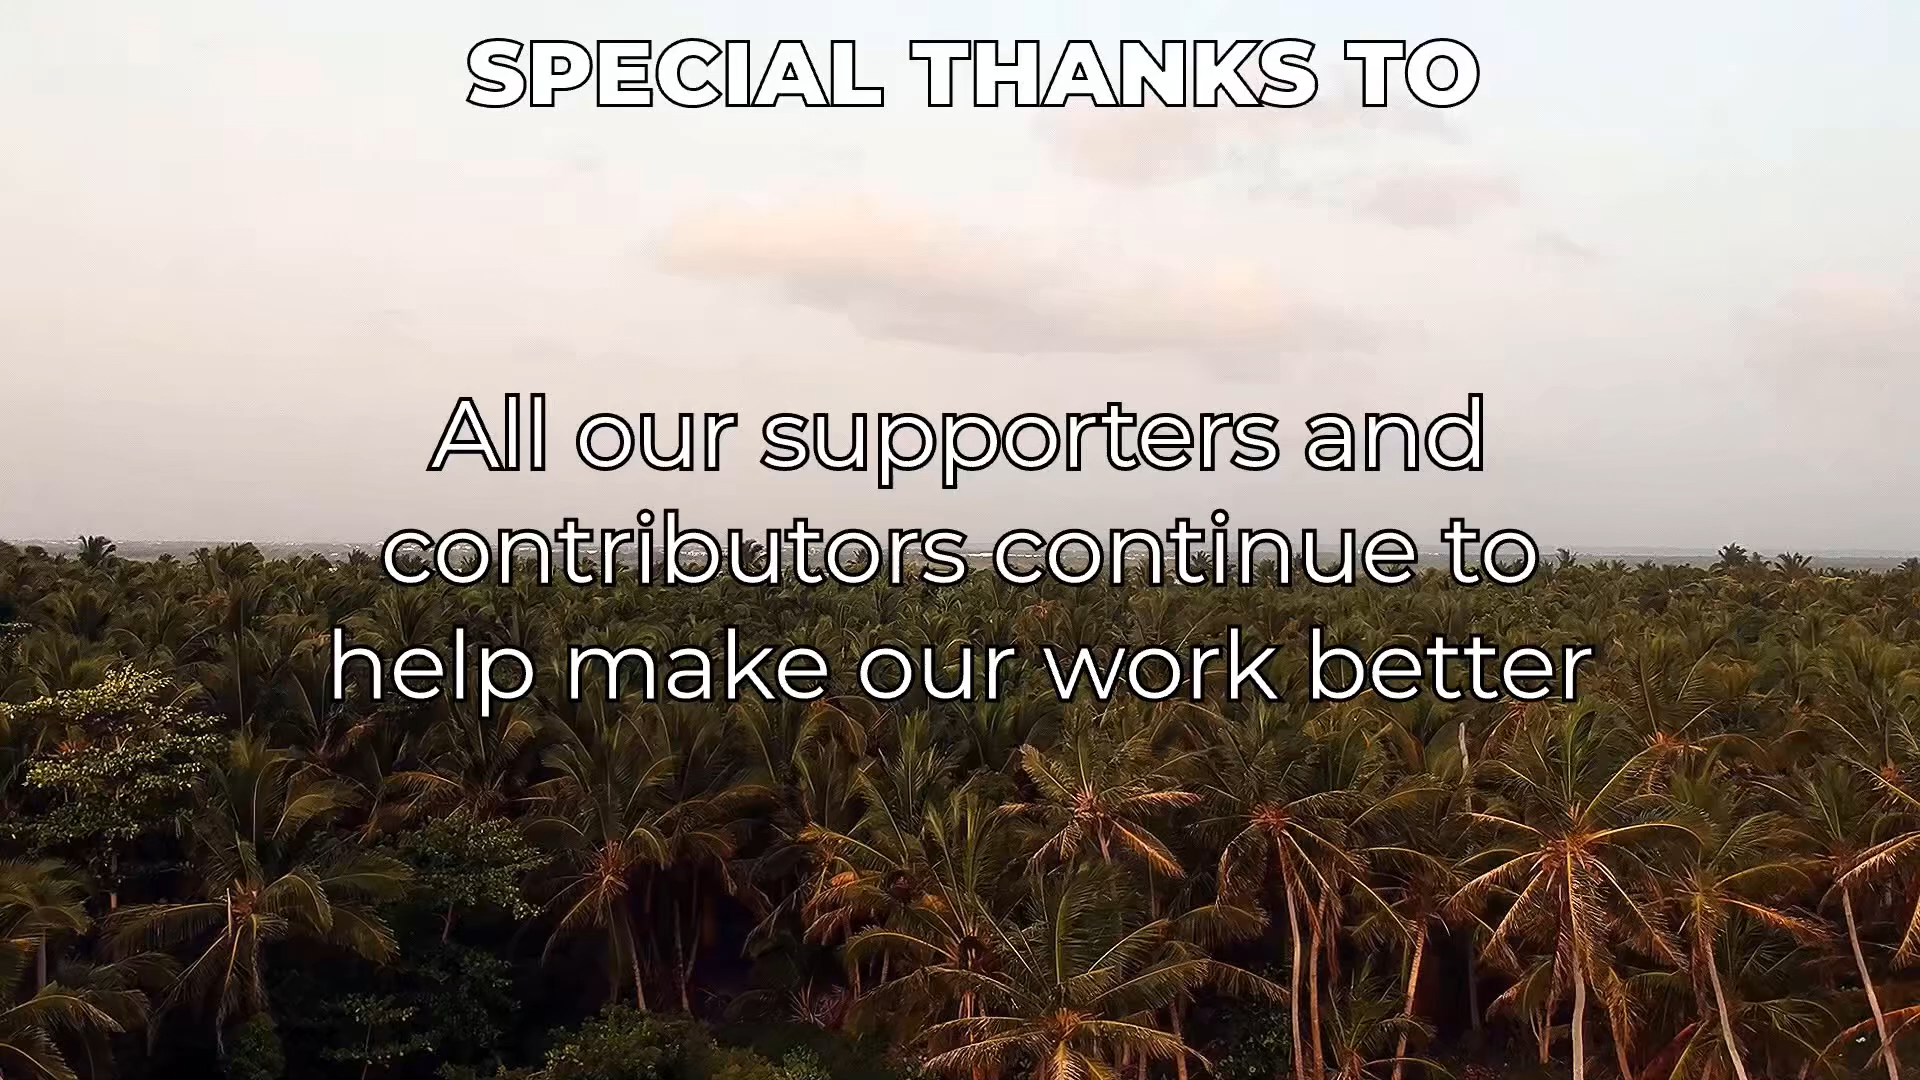 SPECIAL THANKS TO
All our supporters and
contributors continue to
help make our work better